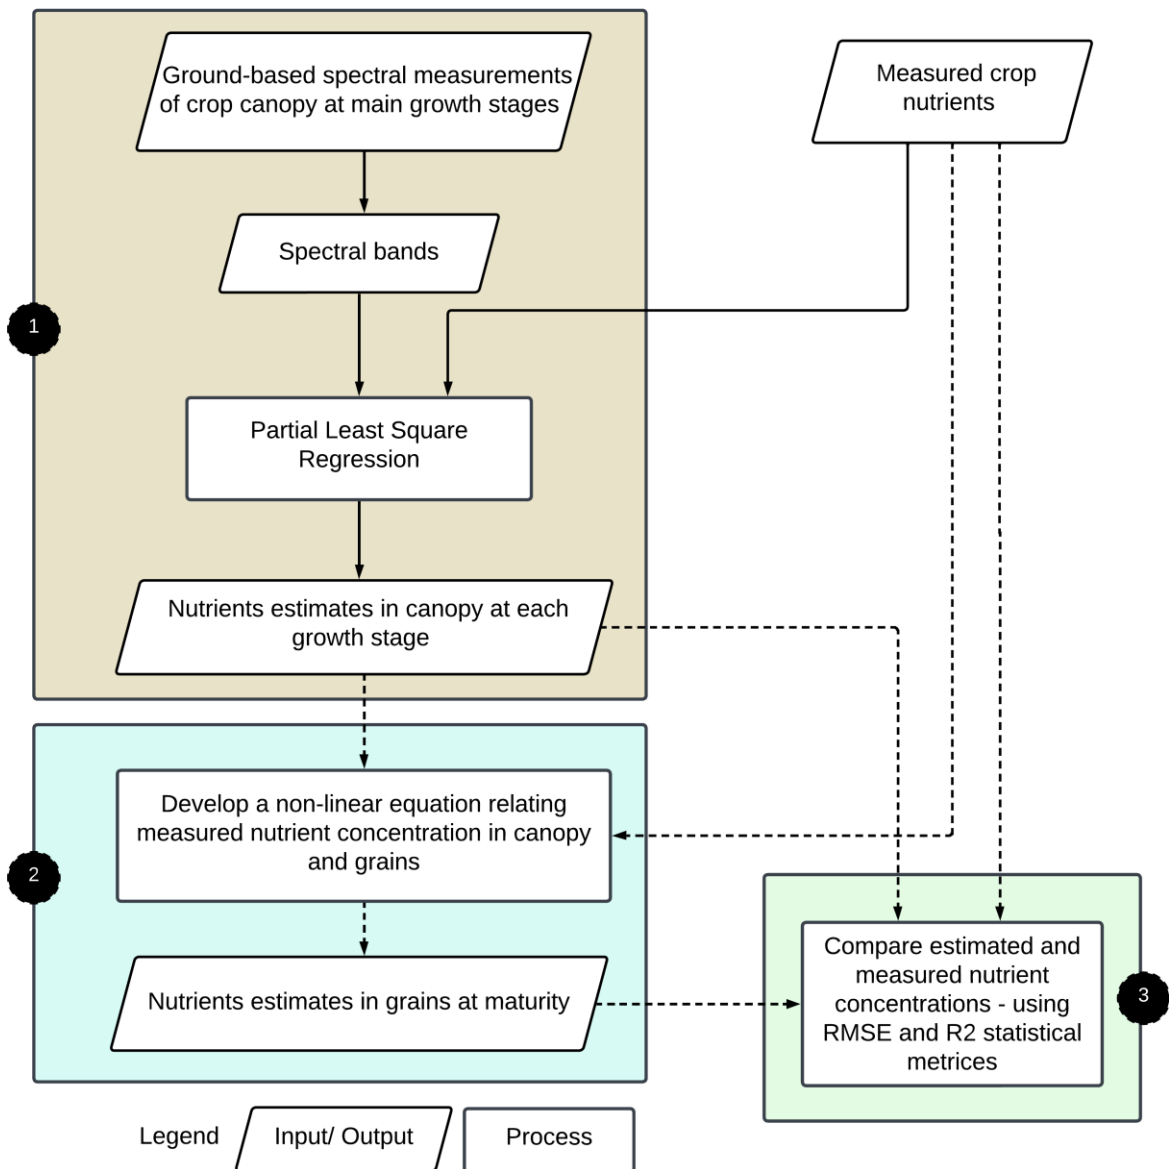 Ground-based spectral measurements
of crop canopy at main growth stages
Measured crop
nutrients
Spectral bands
1
Partial Least Square
Regression
Nutrients estimates in canopy at each
growth stage
Develop a non-linear equation relating
measured nutrient concentration in canopy
and grains
2
Nutrients estimates in grains at maturity
Compare estimated and
measured nutrient
concentrations - using
RMSE and R2 statistical
metrices
3
Legend
Input/ Output
Process